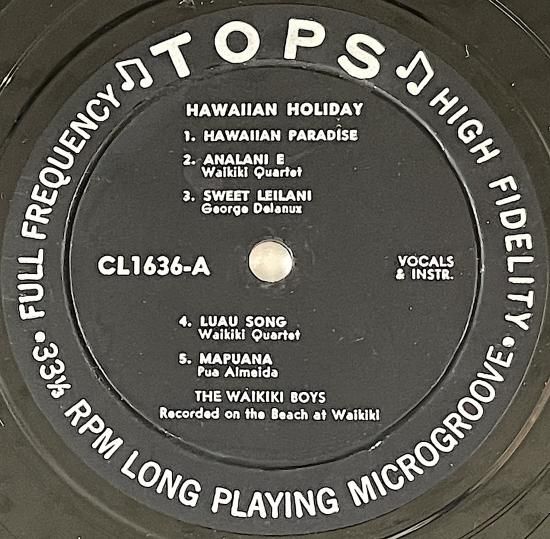 TOPS
FULL FREQUENCY
HIGH FIDELITY
HAWAIIAN HOLIDAY
1. HAWAIIAN PARADISE
2. ANALANI E
Waikiki Quartet
3. SWEET LEILANI
George Delanux
CL1636-A
VOCALS
& INSTR.
4. LUAU SONG
Waikiki Quartet
5. MAPUANA
Pua Almeida
THE WAIKIKI BOYS
Recorded on the Beach at Waikiki
33⅓ RPM LONG PLAYING MICROGROOVE